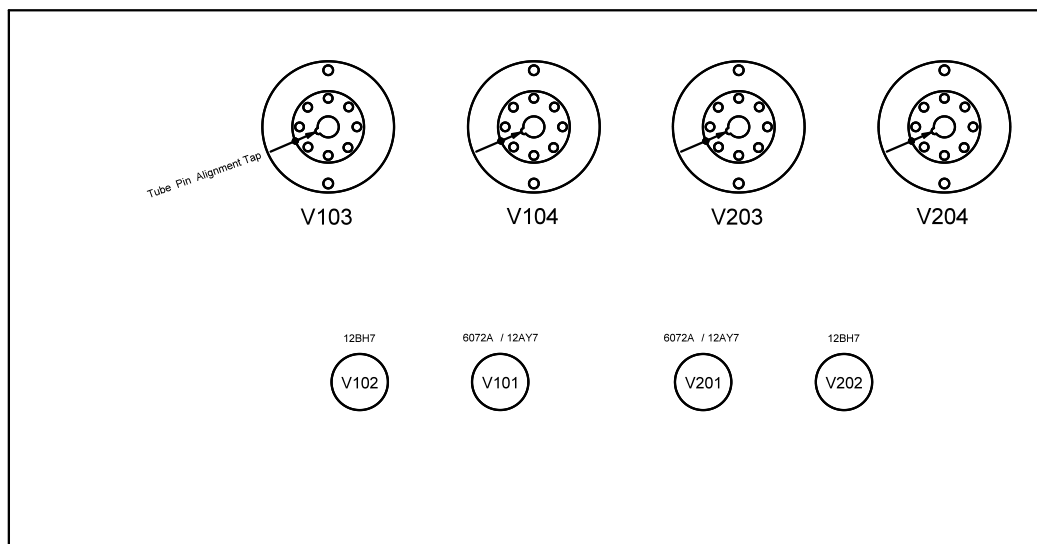 Tube Pin Alignment Tap
V103
V104
V203
V204
12BH7
6072A / 12AY7
6072A / 12AY7
12BH7
V102
V101
V201
V202